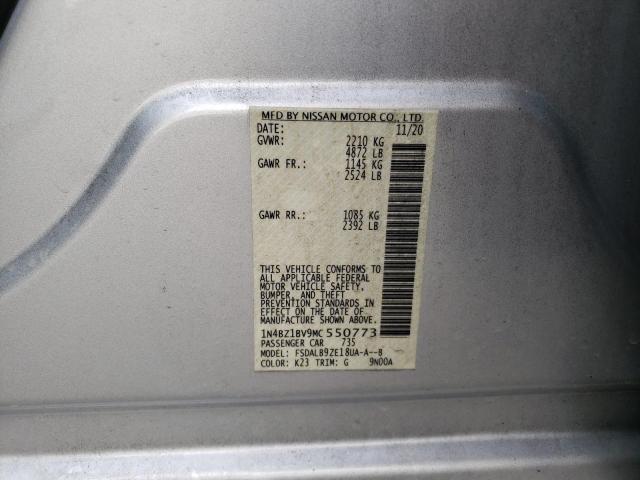 MFD BY NISSAN MOTOR CO., LTD.
DATE: 11/20
GVWR: 2210 KG
4872 LB
GAWR FR.: 1145 KG
2524 LB
GAWR RR.: 1085 KG
2392 LB
THIS VEHICLE CONFORMS TO
ALL APPLICABLE FEDERAL
MOTOR VEHICLE SAFETY,
BUMPER, AND THEFT
PREVENTION STANDARDS IN
EFFECT ON THE DATE OF
MANUFACTURE SHOWN ABOVE.
1N4BZ1BV9MC550773
PASSENGER CAR 735
MODEL: FSDALB9ZE18UA-A--B
COLOR: K23 TRIM: G 9N00A